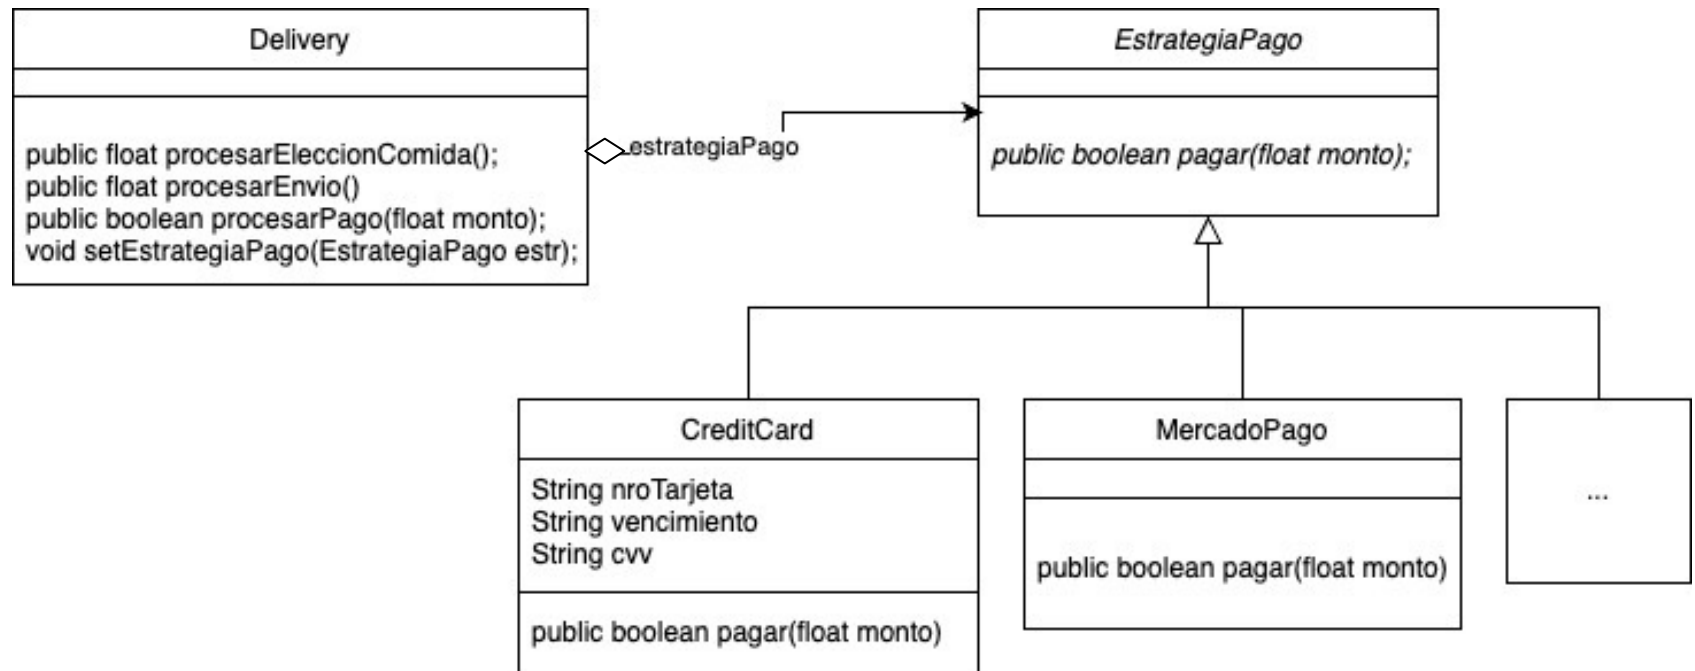 Delivery
public float procesarEleccionComida();
public float procesarEnvio()
public boolean procesarPago(float monto);
void setEstrategiaPago(EstrategiaPago estr);
estrategiaPago
EstrategiaPago
public boolean pagar(float monto);
CreditCard
String nroTarjeta
String vencimiento
String cvv
public boolean pagar(float monto)
MercadoPago
public boolean pagar(float monto)
...